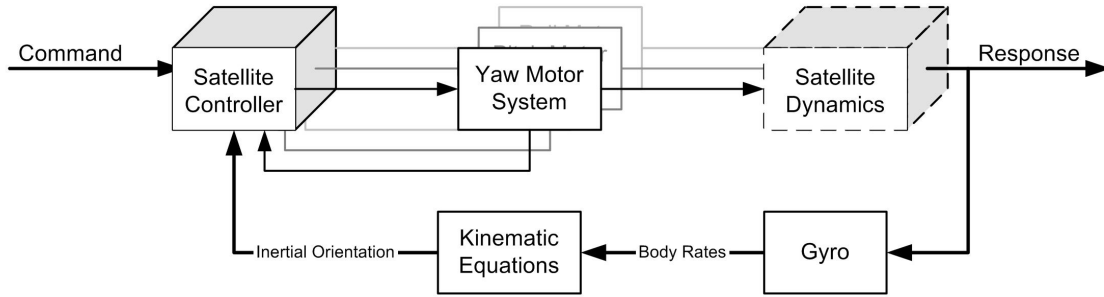 Command
Satellite
Controller
Yaw Motor
System
Satellite
Dynamics
Response
Inertial Orientation
Kinematic
Equations
Body Rates
Gyro